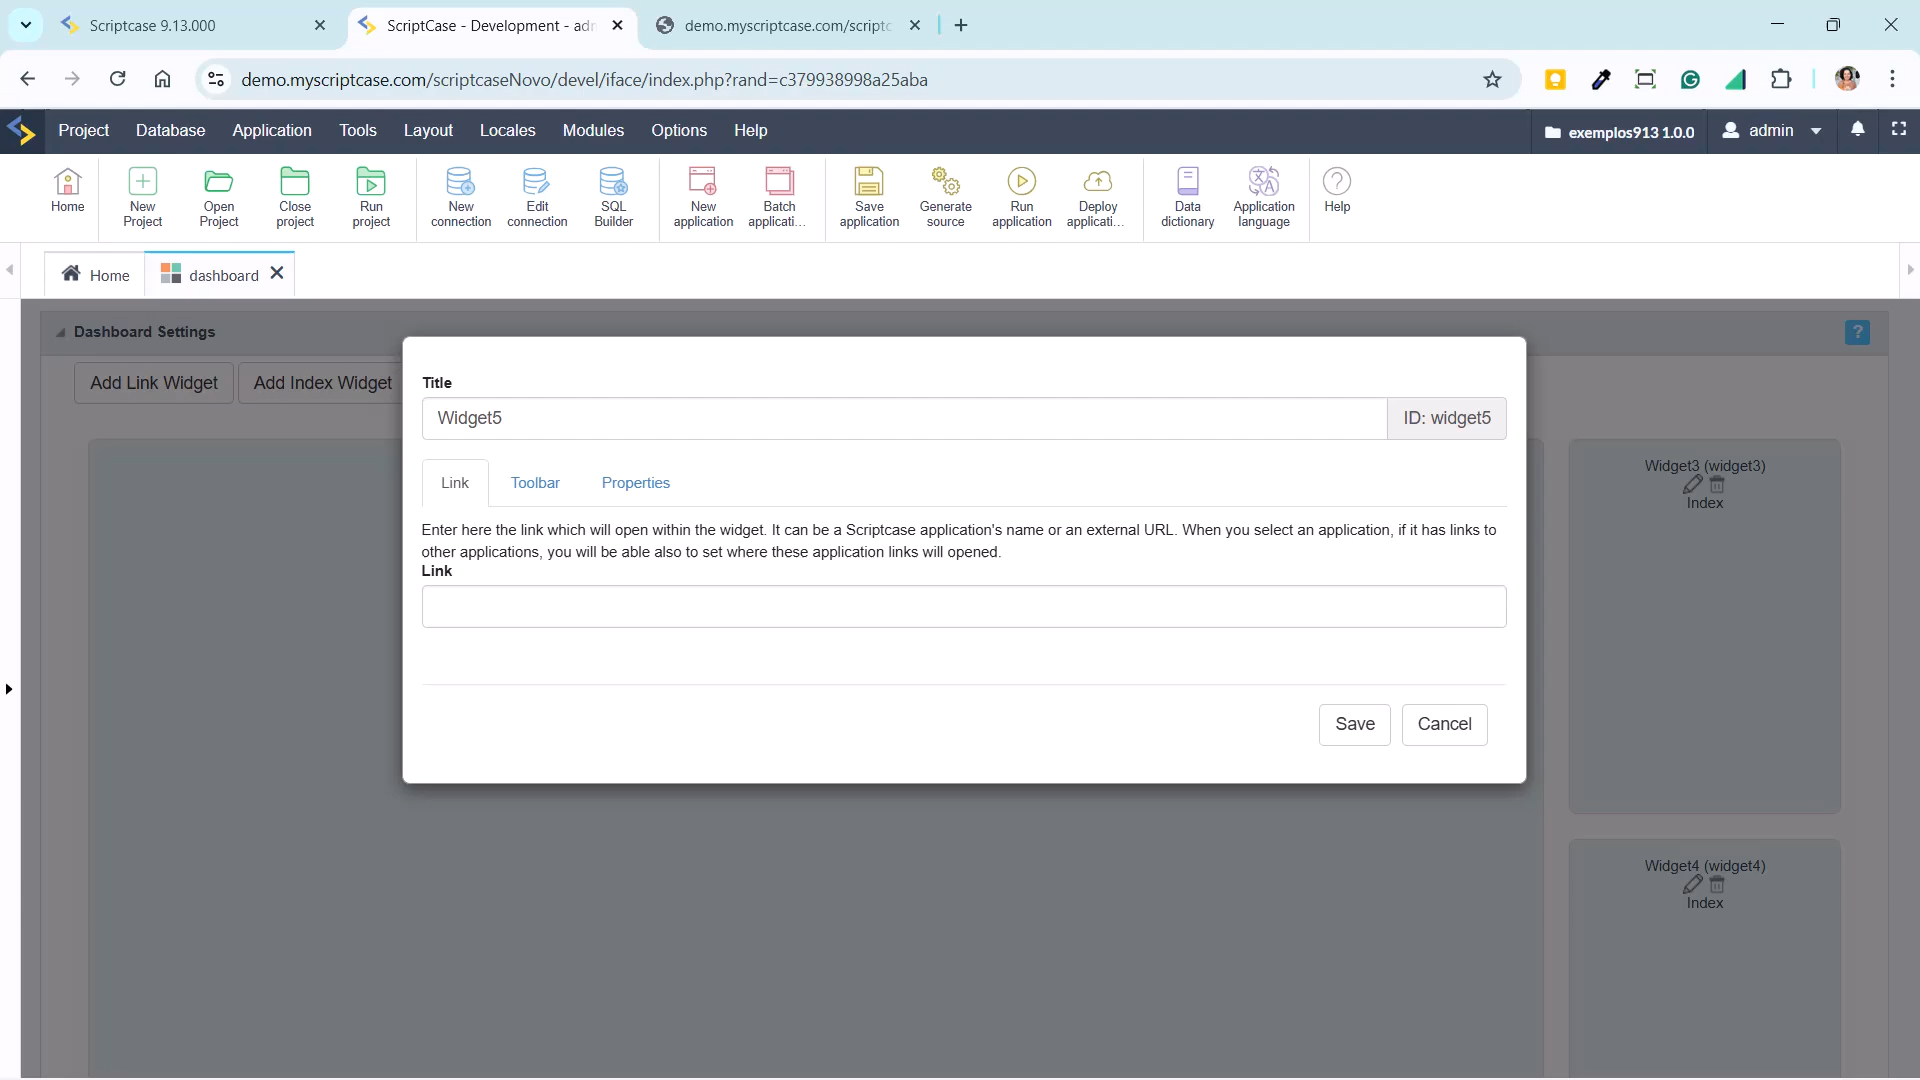 Scriptcase 9.13.000
ScriptCase - Development - adm
demo.myscriptcase.com/scriptc
demo.myscriptcase.com/scriptcaseNovo/devel/iface/index.php?rand=c379938998a25aba
Project Database Application Tools Layout Locales Modules Options Help
exemplos913 1.0.0 admin
Home
New Project
Open Project
Close project
Run project
New connection
Edit connection
SQL Builder
New application
Batch applicati...
Save application
Generate source
Run application
Deploy applicati...
Data dictionary
Application language
Help
Home
dashboard
Dashboard Settings
?
Add Link Widget
Add Index Widget
Title
Widget5
ID: widget5
Link Toolbar Properties
Enter here the link which will open within the widget. It can be a Scriptcase application's name or an external URL. When you select an application, if it has links to
other applications, you will be able also to set where these application links will opened.
Link
Save Cancel
Widget3 (widget3)
Index
Widget4 (widget4)
Index